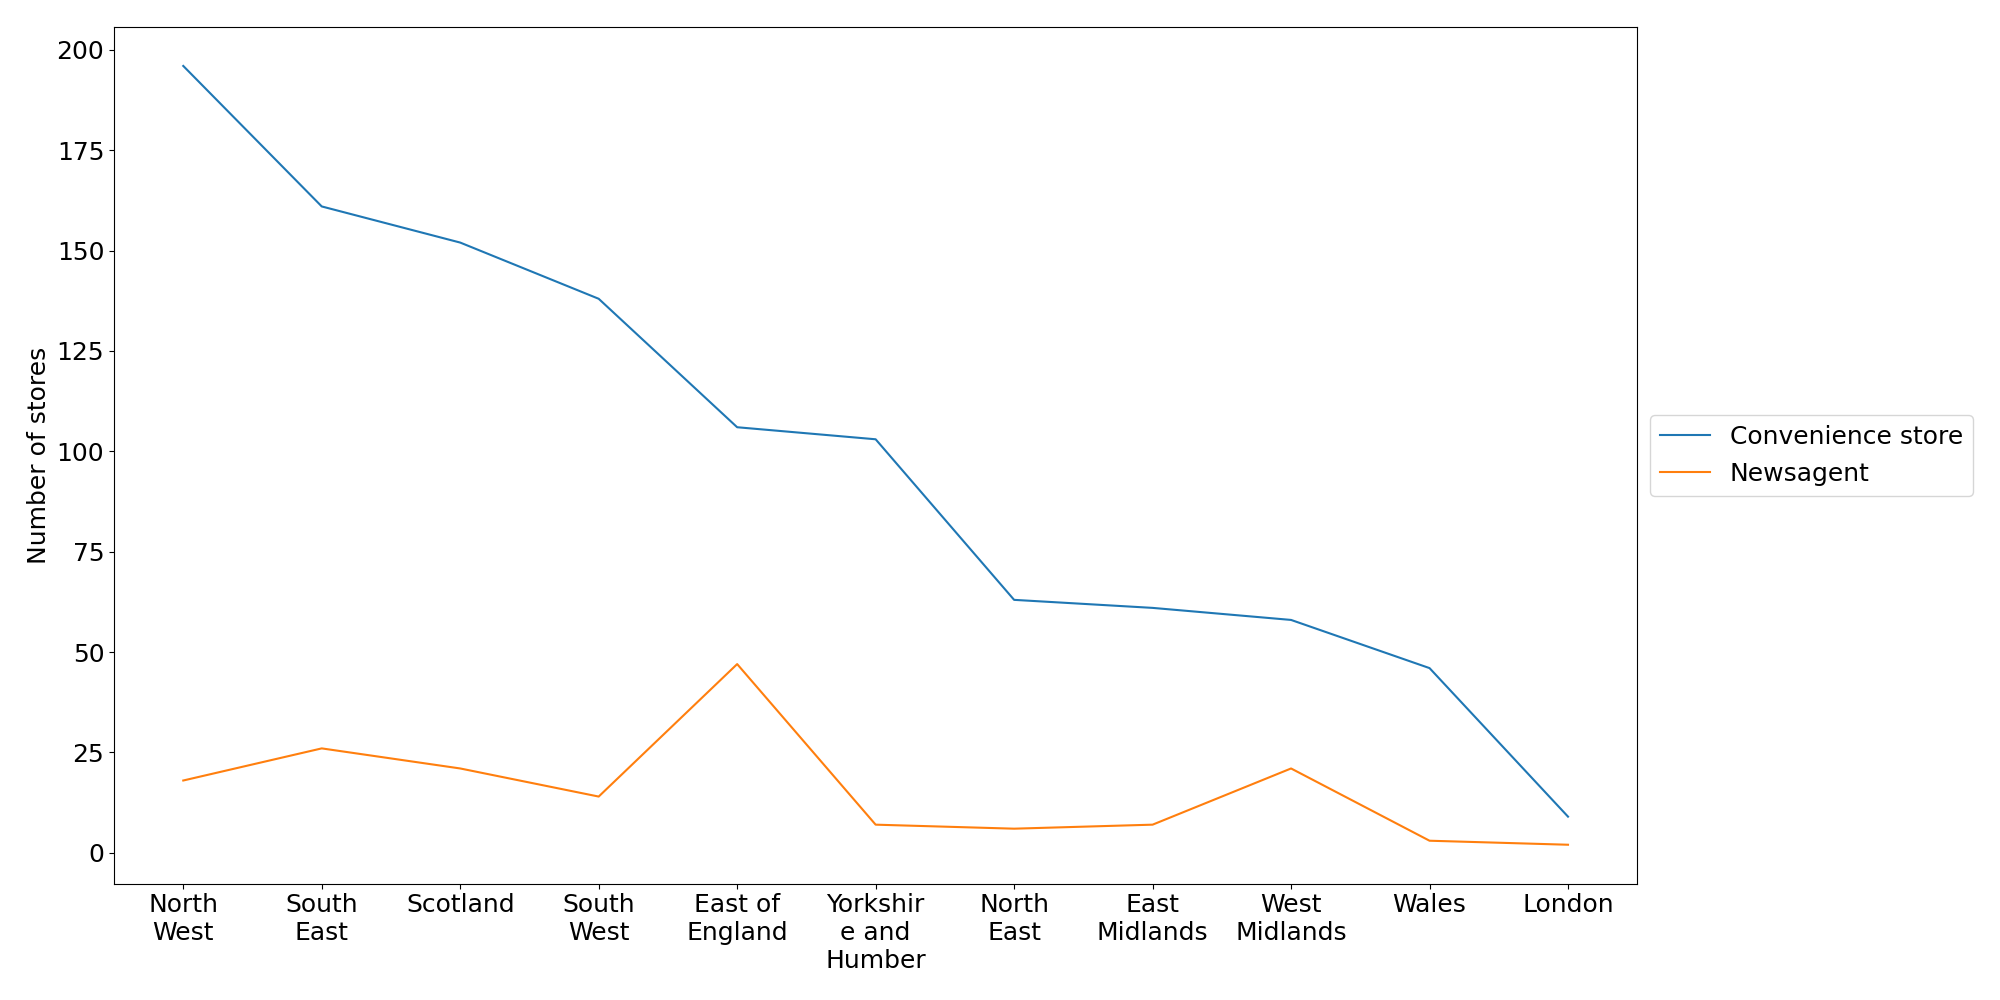 200
175
150
125
100
75
50
25
0
Number of stores
North
West
South
East
Scotland
South
West
East of
England
Yorkshir
e and
Humber
North
East
East
Midlands
West
Midlands
Wales
London
Convenience store
Newsagent